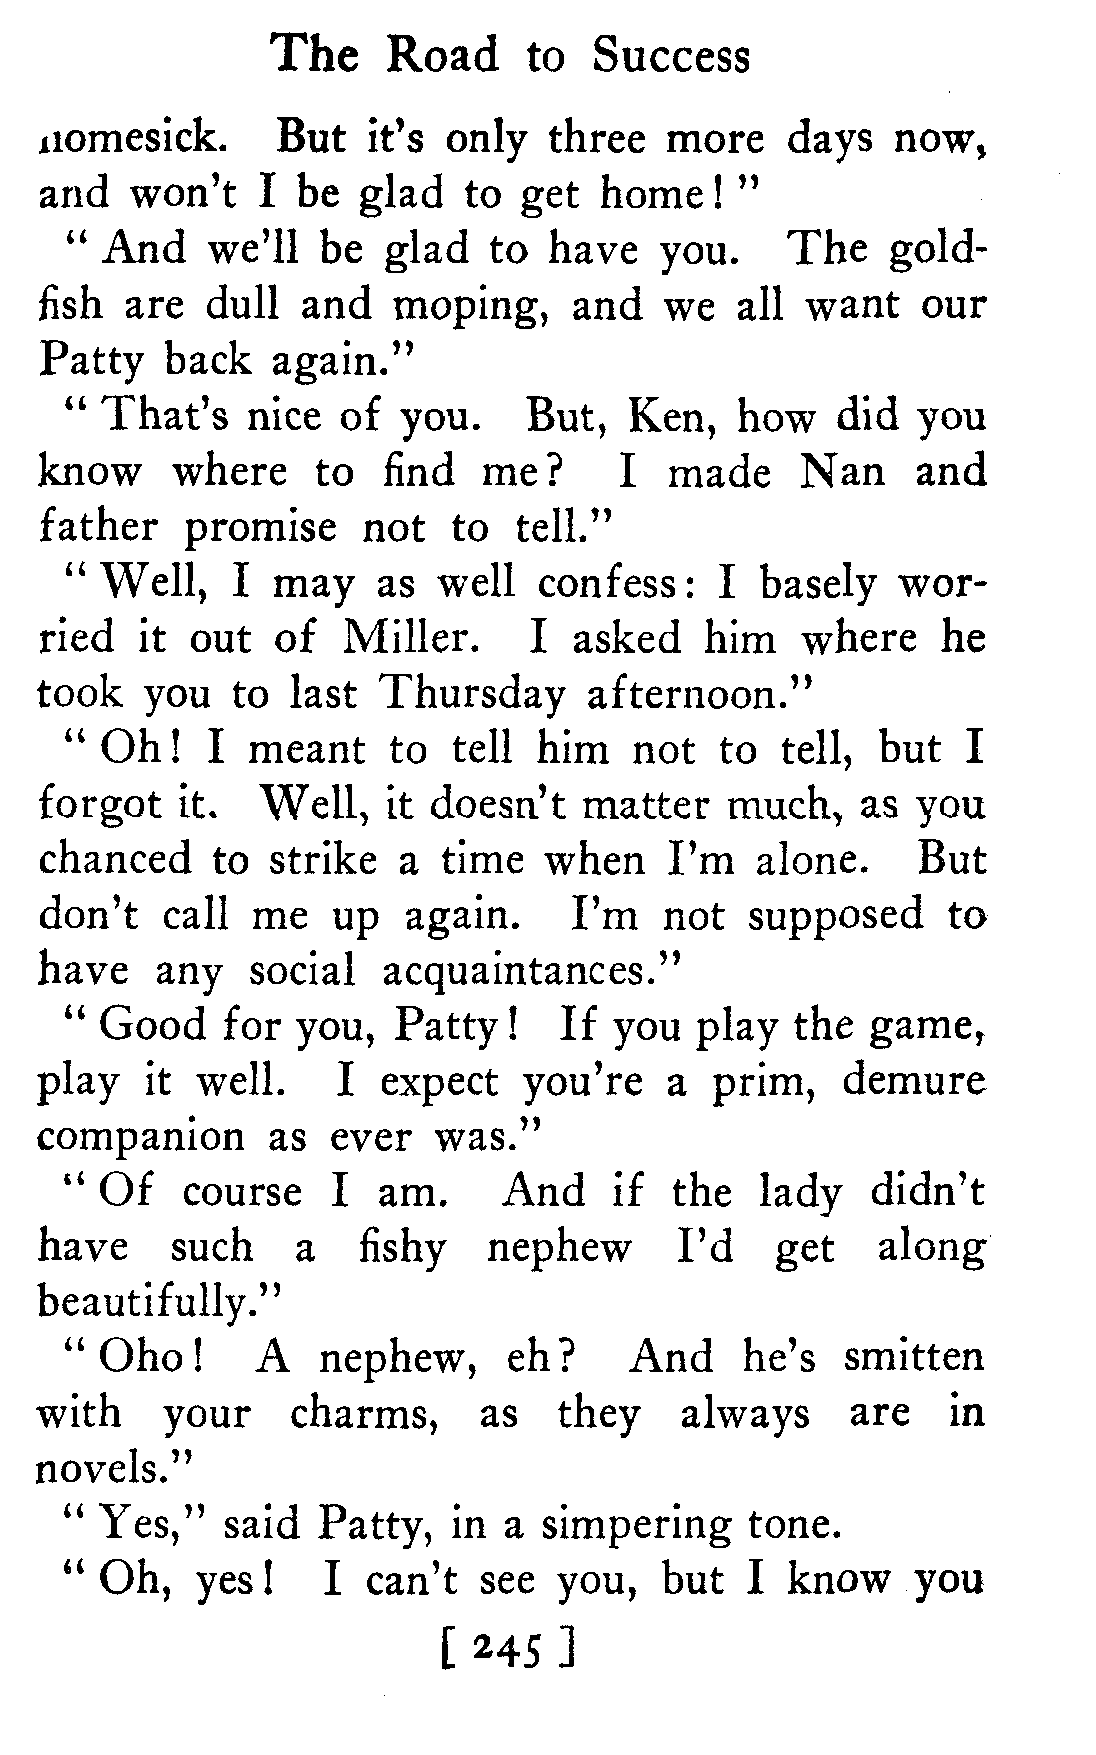 The Road to Success
homesick. But it's only three more days now,
and won't I be glad to get home!"
"And we'll be glad to have you. The gold-
fish are dull and moping, and we all want our
Patty back again."
"That's nice of you. But, Ken, how did you
know where to find me? I made Nan and
father promise not to tell."
"Well, I may as well confess: I basely wor-
ried it out of Miller. I asked him where he
took you to last Thursday afternoon."
"Oh! I meant to tell him not to tell, but I
forgot it. Well, it doesn't matter much, as you
chanced to strike a time when I'm alone. But
don't call me up again. I'm not supposed to
have any social acquaintances."
"Good for you, Patty! If you play the game,
play it well. I expect you're a prim, demure
companion as ever was."
"Of course I am. And if the lady didn't
have such a fishy nephew I'd get along
beautifully."
"Oho! A nephew, eh? And he's smitten
with your charms, as they always are in
novels."
"Yes," said Patty, in a simpering tone.
"Oh, yes! I can't see you, but I know you
[ 245 ]